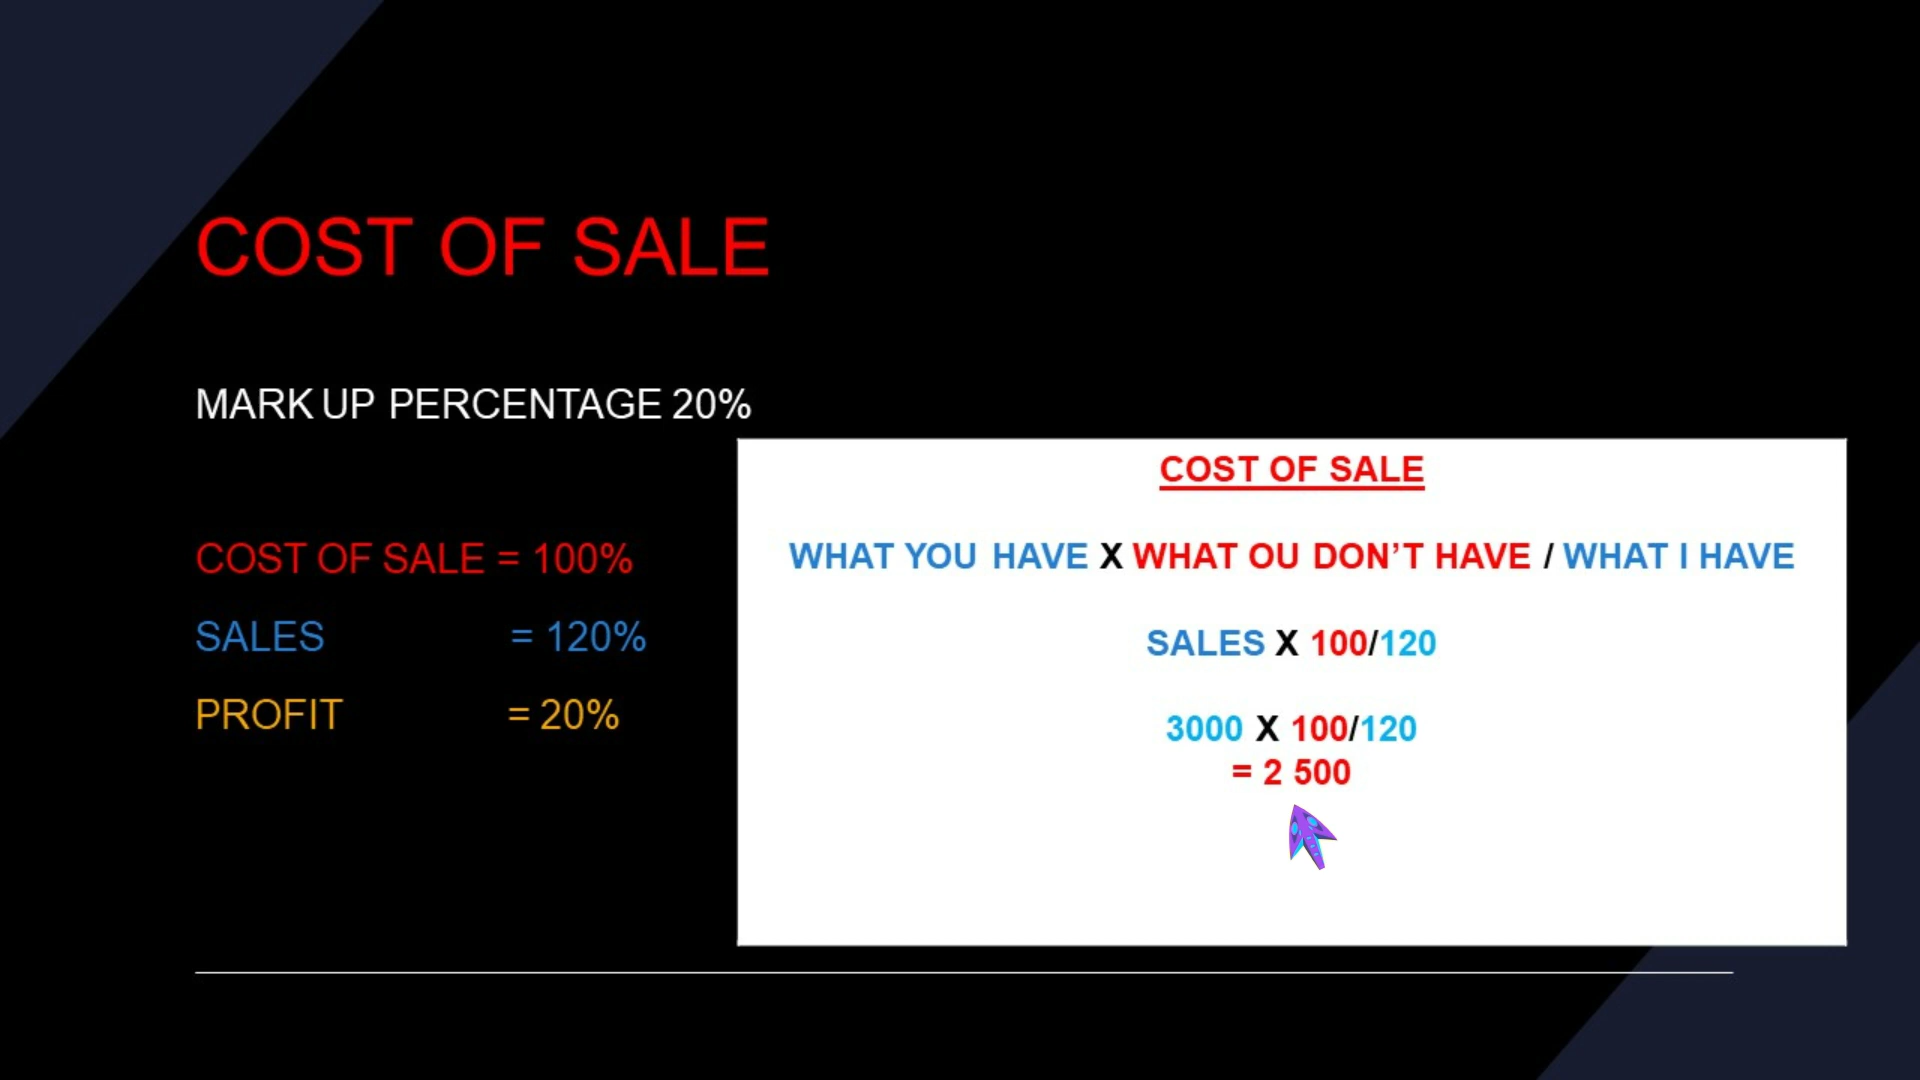 COST OF SALE
MARK UP PERCENTAGE 20%
COST OF SALE = 100%
SALES = 120%
PROFIT = 20%
COST OF SALE
WHAT YOU HAVE X WHAT OU DON'T HAVE / WHAT I HAVE
SALES X 100/120
3000 X 100/120
= 2 500